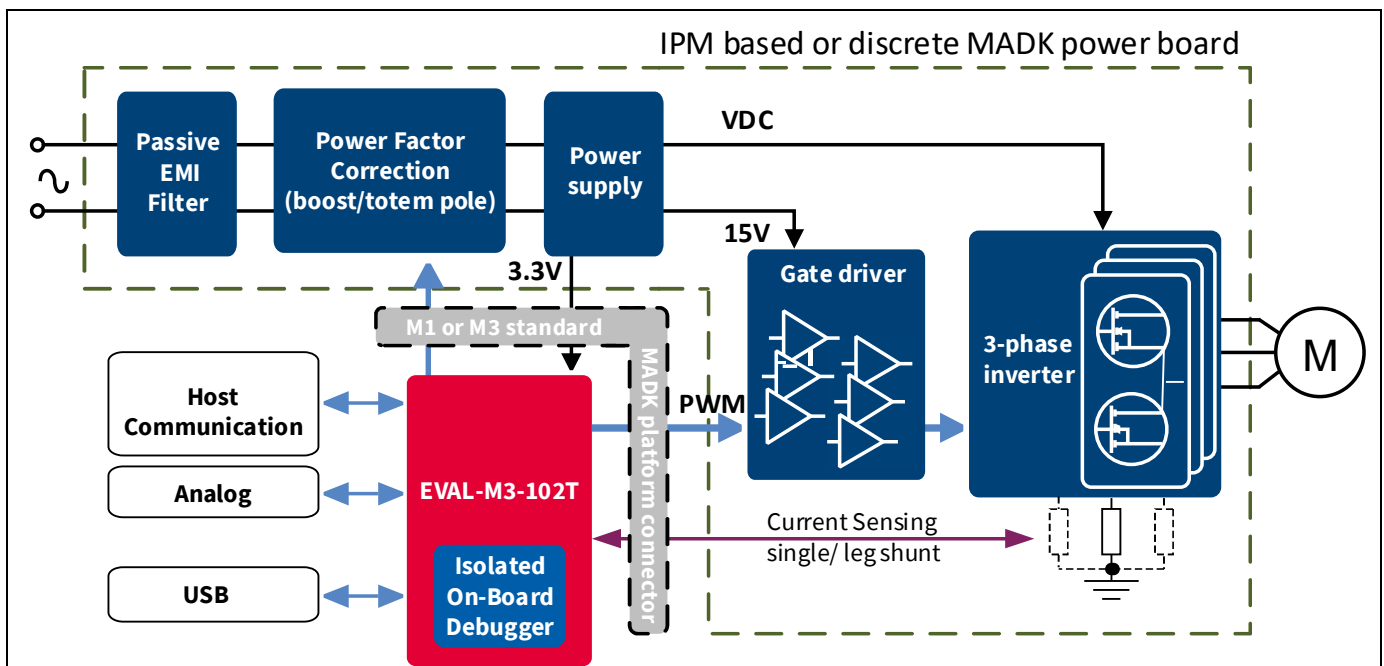 IPM based or discrete MADK power board
Passive
EMI
Filter
Power Factor
Correction
(boost/totem pole)
Power
supply
VDC
15V
3.3V
Gate driver
3-phase
inverter
M
M1 or M3 standard
MADK platform connector
Host
Communication
Analog
USB
EVAL-M3-102T
Isolated
On-Board
Debugger
PWM
Current Sensing
single/ leg shunt